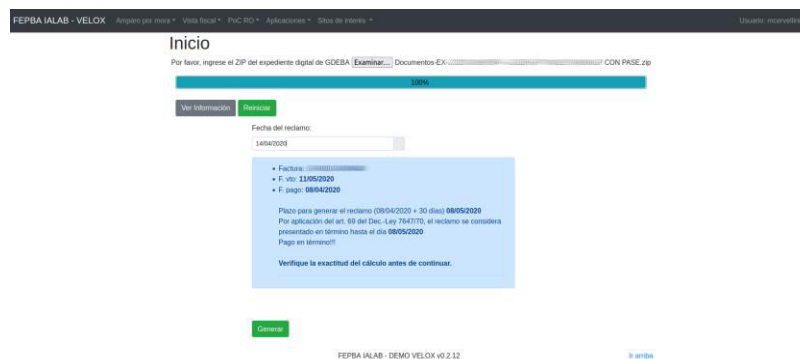 FEPBA IALAB - VELOX Amparo por mora Vista fiscal PoC RO Aplicaciones Sitos de interés Usuario: mcervellini
Inicio
Por favor, ingrese el ZIP del expediente digital de GDEBA Examinar... Documentos-EX- CON PASE.zip
100%
Ver Información Reiniciar
Fecha del reclamo:
14/04/2020
• Factura:
• F. vto: 11/05/2020
• F. pago: 08/04/2020
Plazo para generar el reclamo (08/04/2020 + 30 días) 08/05/2020
Por aplicación del art. 69 del Dec.-Ley 7647/70, el reclamo se considera
presentado en término hasta el día 08/05/2020
Pago en término!!!
Verifique la exactitud del cálculo antes de continuar.
Generar
FEPBA IALAB - DEMO VELOX v0.2.12 Ir arriba